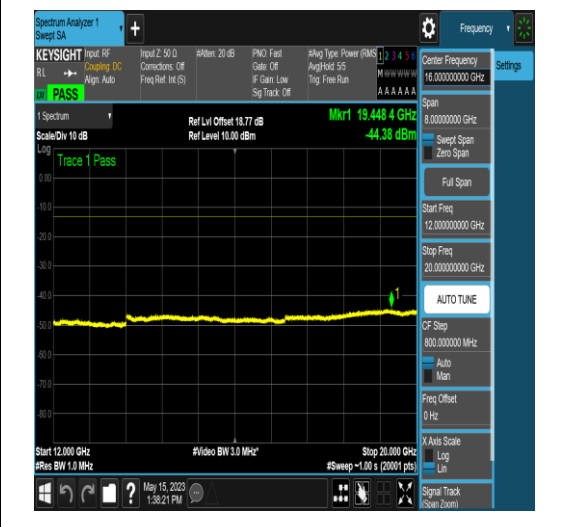 Spectrum Analyzer 1
Swept SA
Frequency
KEYSIGHT
RL
Input: RF
Coupling: DC
Align: Auto
Input Z: 50 Ω
Corrections: Off
Freq Ref: Int (S)
#Atten: 20 dB
PNO: Fast
Gate: Off
IF Gain: Low
Sig Track: Off
#Avg Type: Power (RMS
Avg|Hold: 5/5
Trig: Free Run
1 2 3 4 5 6
M w w w w w
A A A A A A
PASS
1 Spectrum
Scale/Div 10 dB
Ref Lvl Offset 18.77 dB
Ref Level 10.00 dBm
Mkr1 19.448 4 GHz
-44.38 dBm
Log
Trace 1 Pass
0.00
-10.0
-20.0
-30.0
-40.0
-50.0
-60.0
-70.0
-80.0
1
Start 12.000 GHz
#Res BW 1.0 MHz
#Video BW 3.0 MHz*
Stop 20.000 GHz
#Sweep ~1.00 s (20001 pts)
?
May 15, 2023
1:38:21 PM
Center Frequency
16.000000000 GHz
Settings
Span
8.00000000 GHz
Swept Span
Zero Span
Full Span
Start Freq
12.000000000 GHz
Stop Freq
20.000000000 GHz
AUTO TUNE
CF Step
800.000000 MHz
Auto
Man
Freq Offset
0 Hz
X Axis Scale
Log
Lin
Signal Track
(Span Zoom)